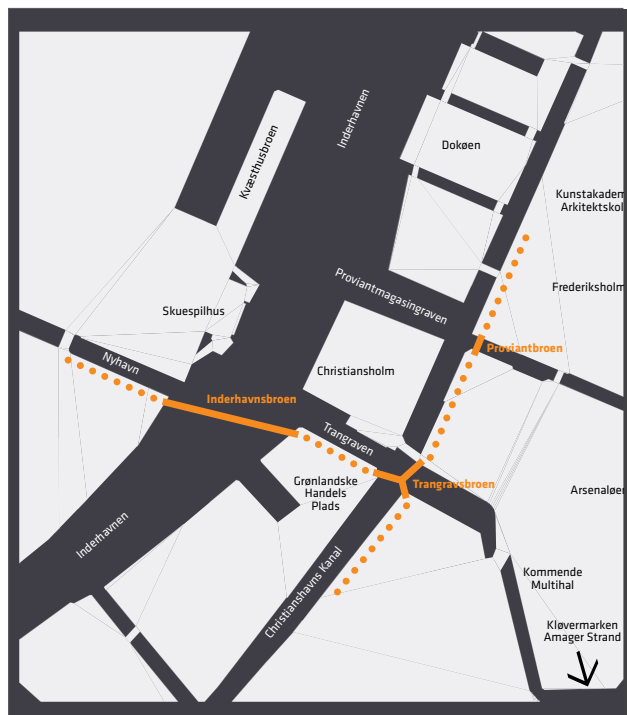 Inderhavnen
Kvæsthusbroen
Dokøen
Kunstakadem
Arkitektskol
Frederiksholm
Proviantmagasingraven
Skuespilhus
Proviantbroen
Nyhavn
Christiansholm
Inderhavnsbroen
Trangraven
Grønlandske
Handels
Plads
Trangravsbroen
Arsenaløen
Inderhavnen
Christianshavns Kanal
Kommende
Multihal
Kløvermarken
Amager Strand